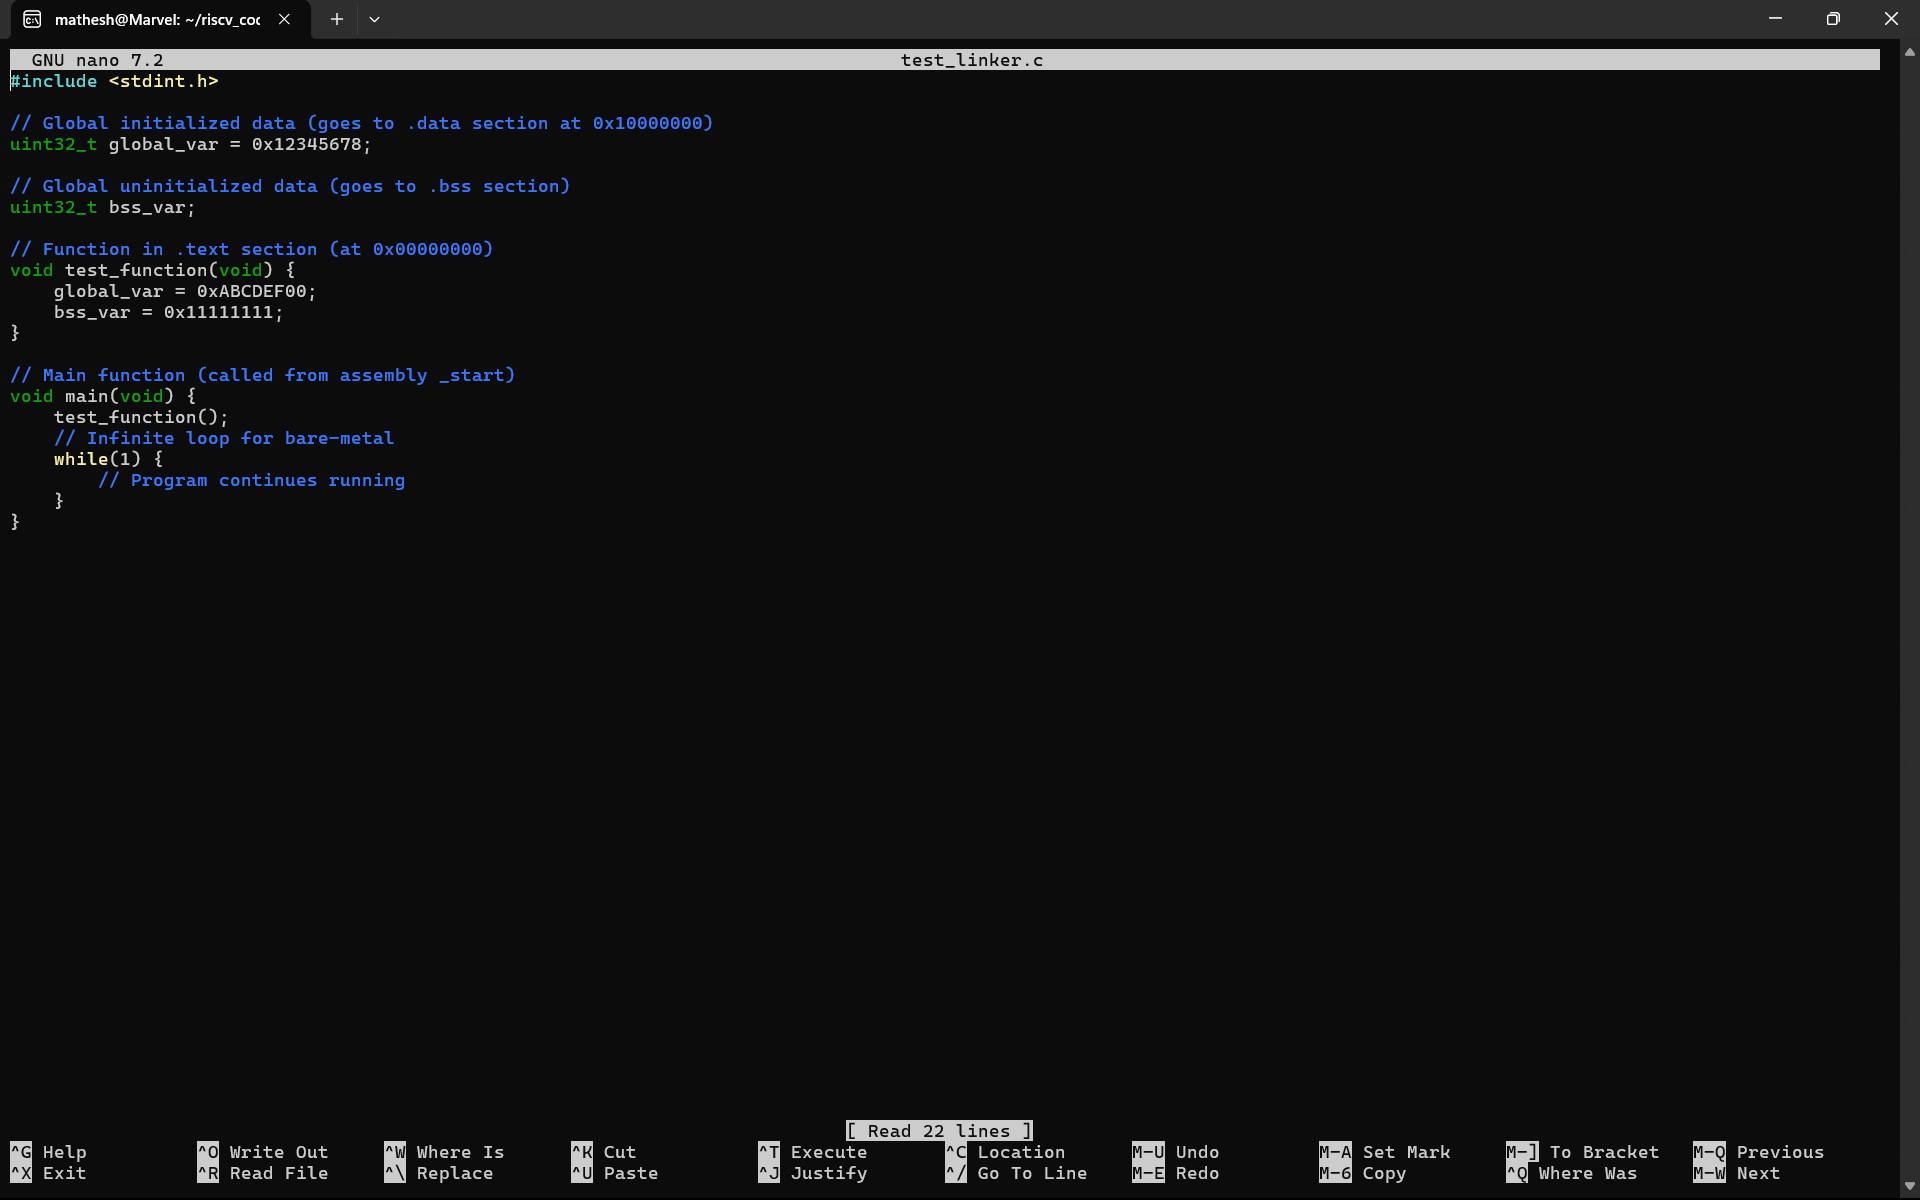 mathesh@Marvel: ~/riscv_coc
GNU nano 7.2 test_linker.c
#include <stdint.h>

// Global initialized data (goes to .data section at 0x10000000)
uint32_t global_var = 0x12345678;

// Global uninitialized data (goes to .bss section)
uint32_t bss_var;

// Function in .text section (at 0x00000000)
void test_function(void) {
    global_var = 0xABCDEF00;
    bss_var = 0x11111111;
}

// Main function (called from assembly _start)
void main(void) {
    test_function();
    // Infinite loop for bare-metal
    while(1) {
        // Program continues running
    }
}
[ Read 22 lines ]
^G Help ^O Write Out ^W Where Is ^K Cut ^T Execute ^C Location M-U Undo M-A Set Mark M-] To Bracket M-Q Previous
^X Exit ^R Read File ^\ Replace ^U Paste ^J Justify ^/ Go To Line M-E Redo M-6 Copy ^Q Where Was M-W Next